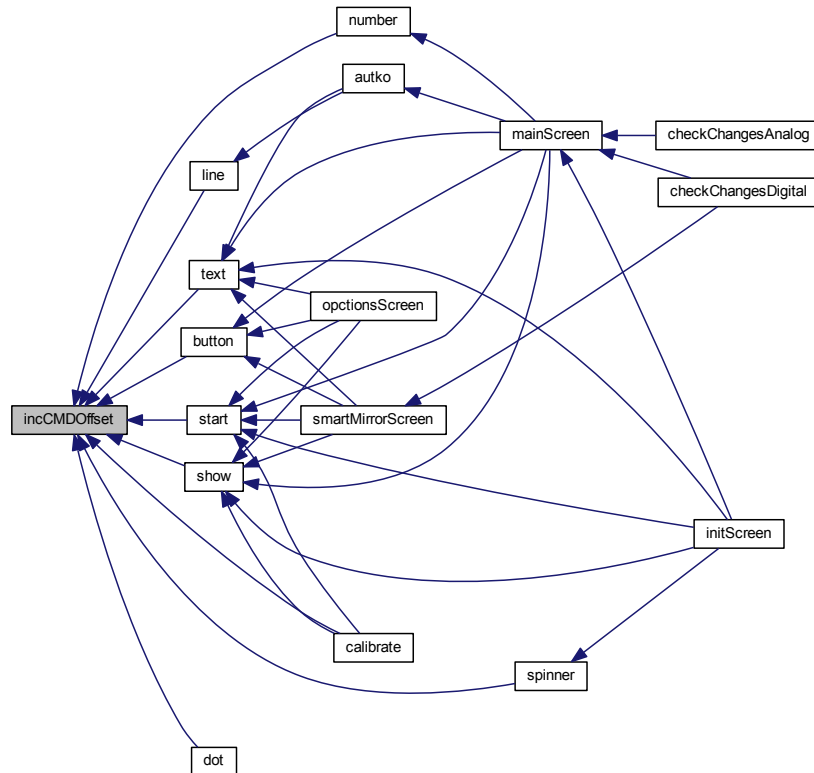 number
autko
mainScreen
checkChangesAnalog
line
checkChangesDigital
text
opctionsScreen
button
incCMDOffset
start
smartMirrorScreen
show
initScreen
calibrate
spinner
dot